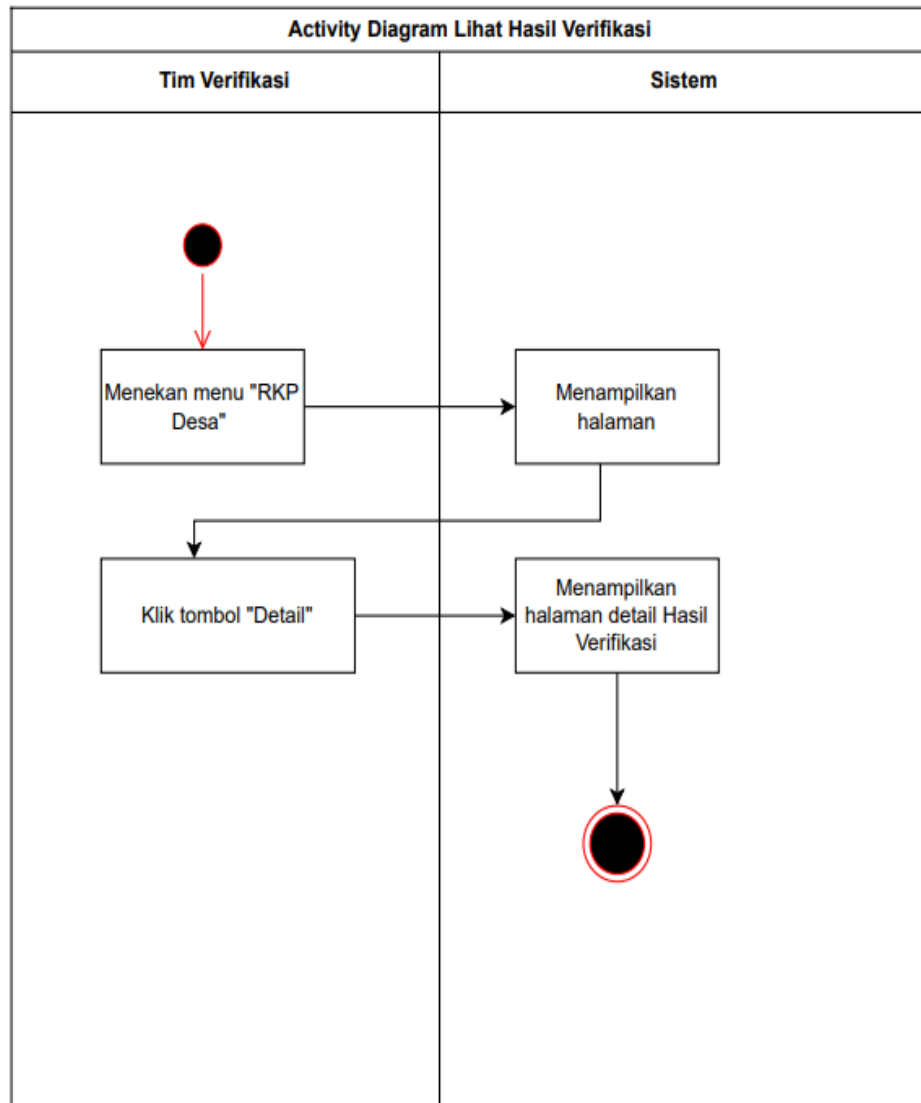 Activity Diagram Lihat Hasil Verifikasi
Tim Verifikasi
Sistem
Menekan menu "RKP
Desa"
Menampilkan
halaman
Klik tombol "Detail"
Menampilkan
halaman detail Hasil
Verifikasi